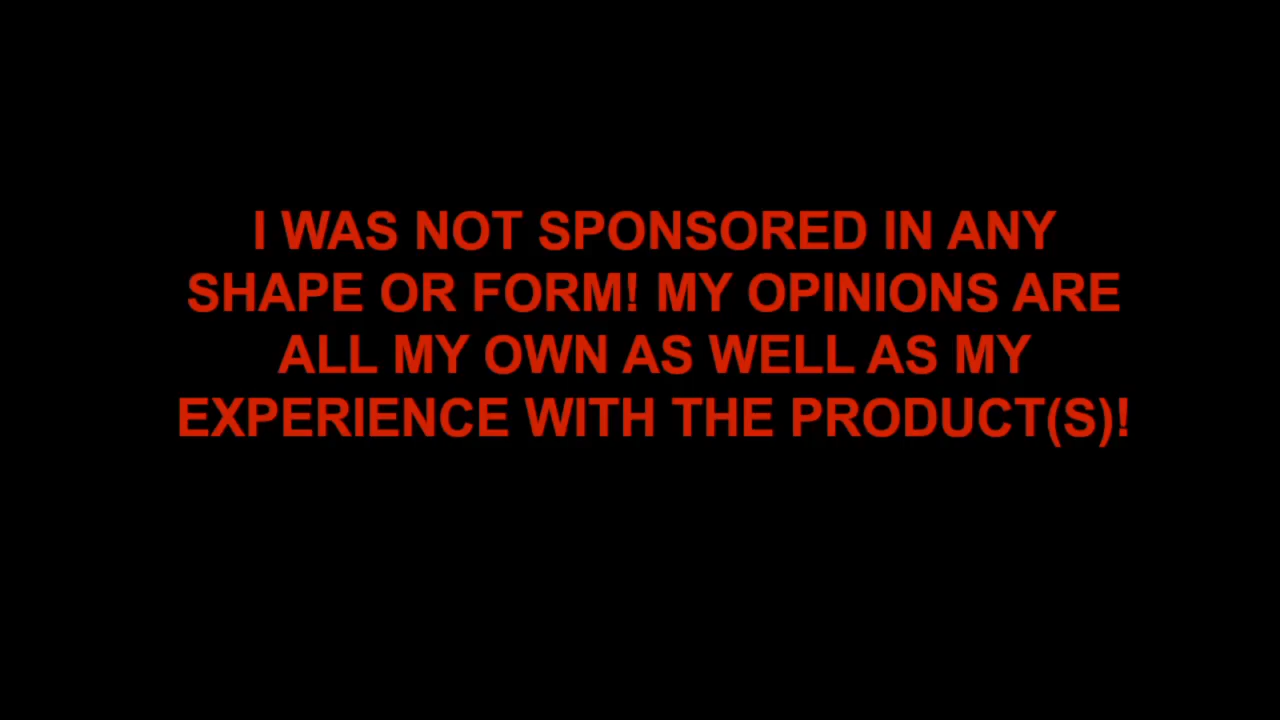 I WAS NOT SPONSORED IN ANY
SHAPE OR FORM! MY OPINIONS ARE
ALL MY OWN AS WELL AS MY
EXPERIENCE WITH THE PRODUCT(S)!